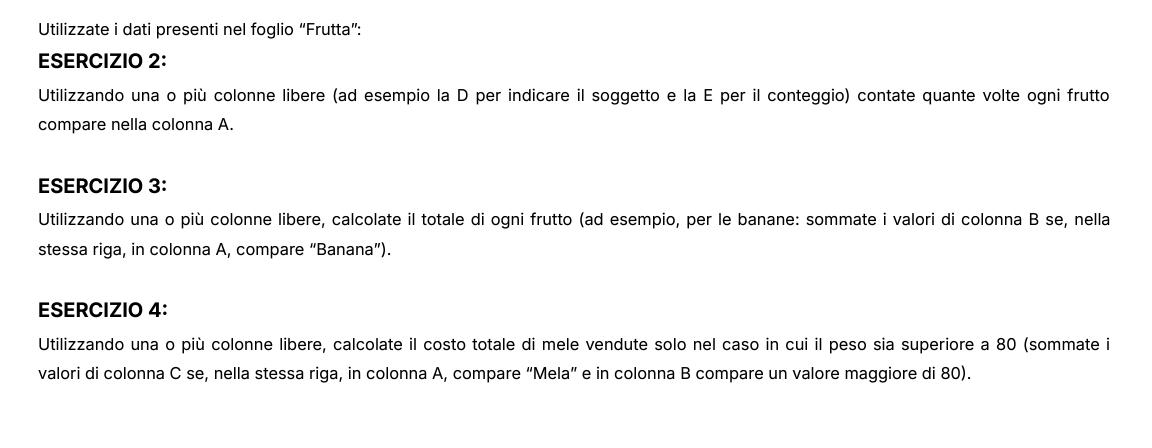 Utilizzate i dati presenti nel foglio “Frutta”:
ESERCIZIO 2:
Utilizzando una o più colonne libere (ad esempio la D per indicare il soggetto e la E per il conteggio) contate quante volte ogni frutto
compare nella colonna A.
ESERCIZIO 3:
Utilizzando una o più colonne libere, calcolate il totale di ogni frutto (ad esempio, per le banane: sommate i valori di colonna B se, nella
stessa riga, in colonna A, compare “Banana”).
ESERCIZIO 4:
Utilizzando una o più colonne libere, calcolate il costo totale di mele vendute solo nel caso in cui il peso sia superiore a 80 (sommate i
valori di colonna C se, nella stessa riga, in colonna A, compare “Mela” e in colonna B compare un valore maggiore di 80).